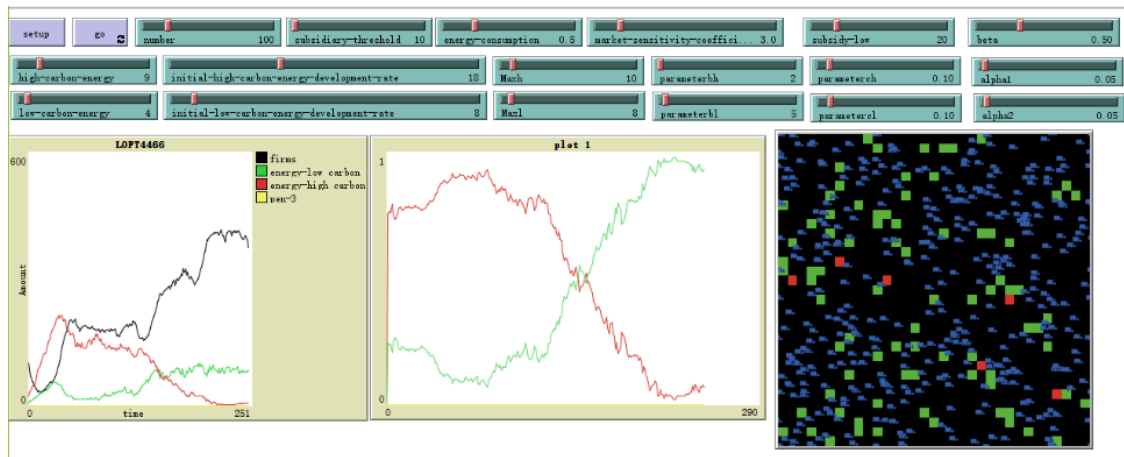 setup go number 100 subsidiary-threshold 10 energy-consumption 0.5 market-sensitivity-coeffici... 3.0 subsidy-low 20 beta 0.50
high-carbon-energy 9 initial-high-carbon-energy-development-rate 18 Maxh 10 parameterbh 2 parameterch 0.10 alpha1 0.05
low-carbon-energy 4 initial-low-carbon-energy-development-rate 8 Maxl 8 parameterbl 5 parametercl 0.10 alpha2 0.05
LOFT4466
600
Amount
0
0 time 251
firms
energy-low carbon
energy-high carbon
pen-3
plot 1
1
0
0 290